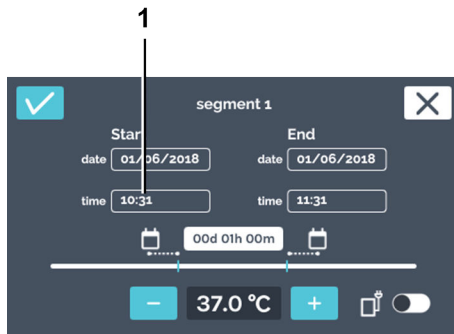 1
segment 1
Start End
date 01/06/2018 date 01/06/2018
time 10:31 time 11:31
00d 01h 00m
37.0 °C